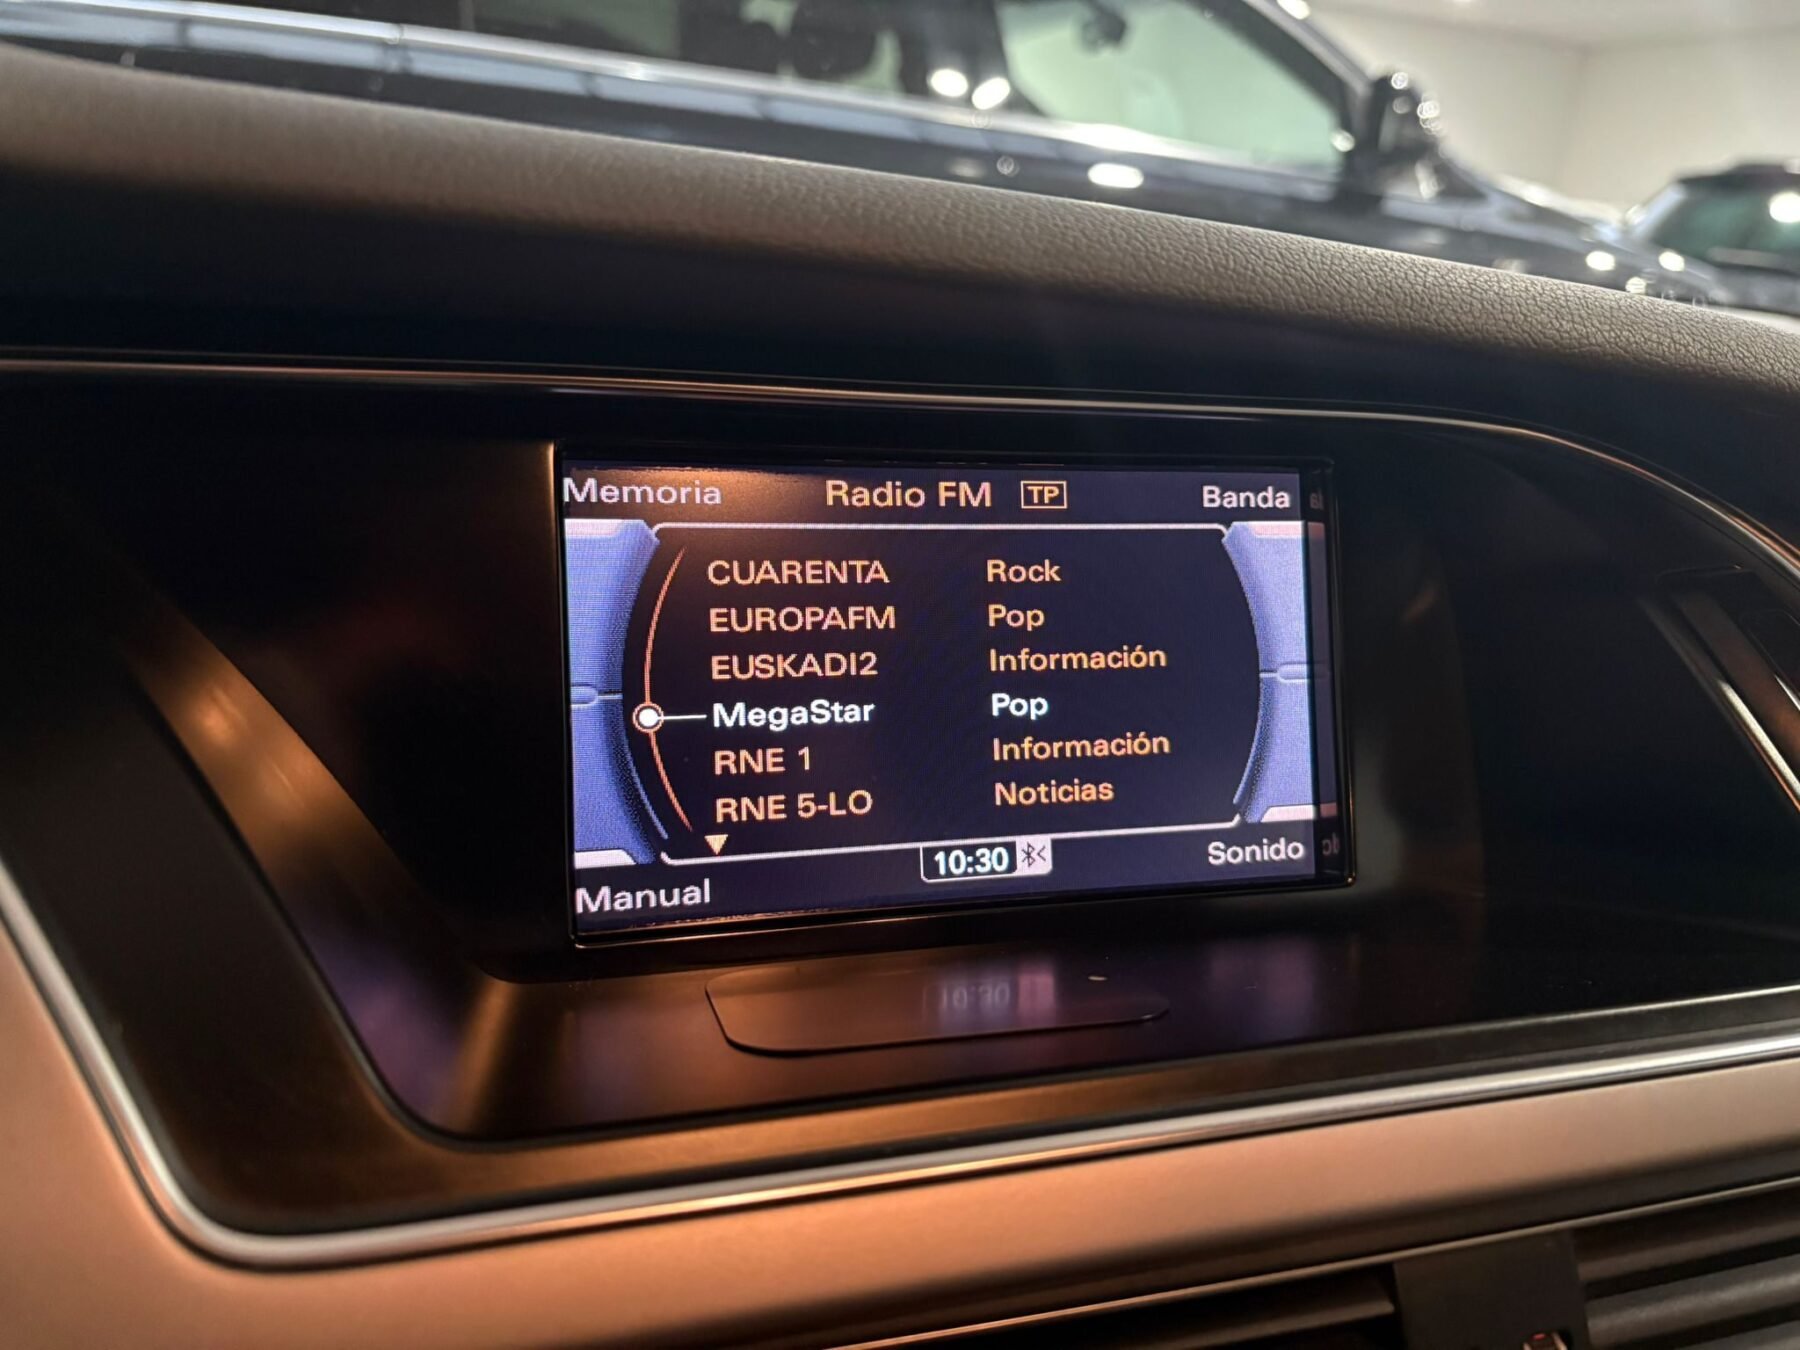 Memoria Radio FM TP Banda
CUARENTA Rock
EUROPAFM Pop
EUSKADI2 Información
MegaStar Pop
RNE 1 Información
RNE 5-LO Noticias
10:30
Manual Sonido